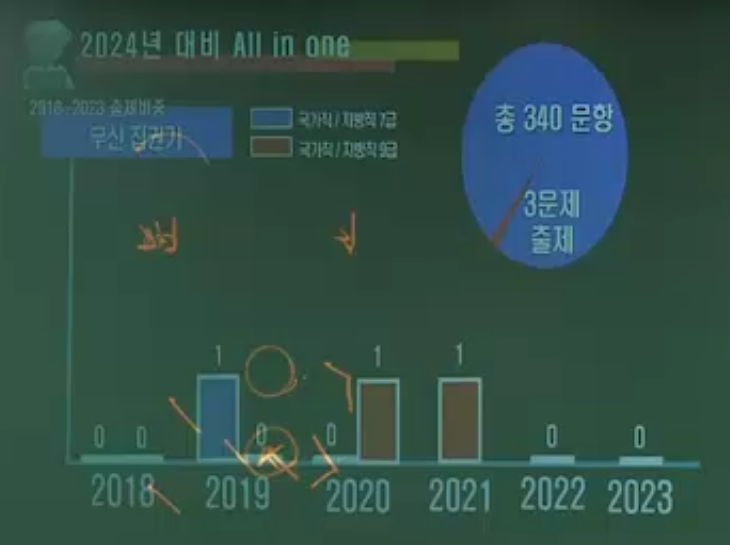 2024년 대비 All in one
2018~2023 출제비중
무신 집권기
국가직 / 지방직 7급
국가직 / 지방직 9급
총 340 문항
3문제
출제
0 0 1 0 0 1 1 0 0
2018 2019 2020 2021 2022 2023